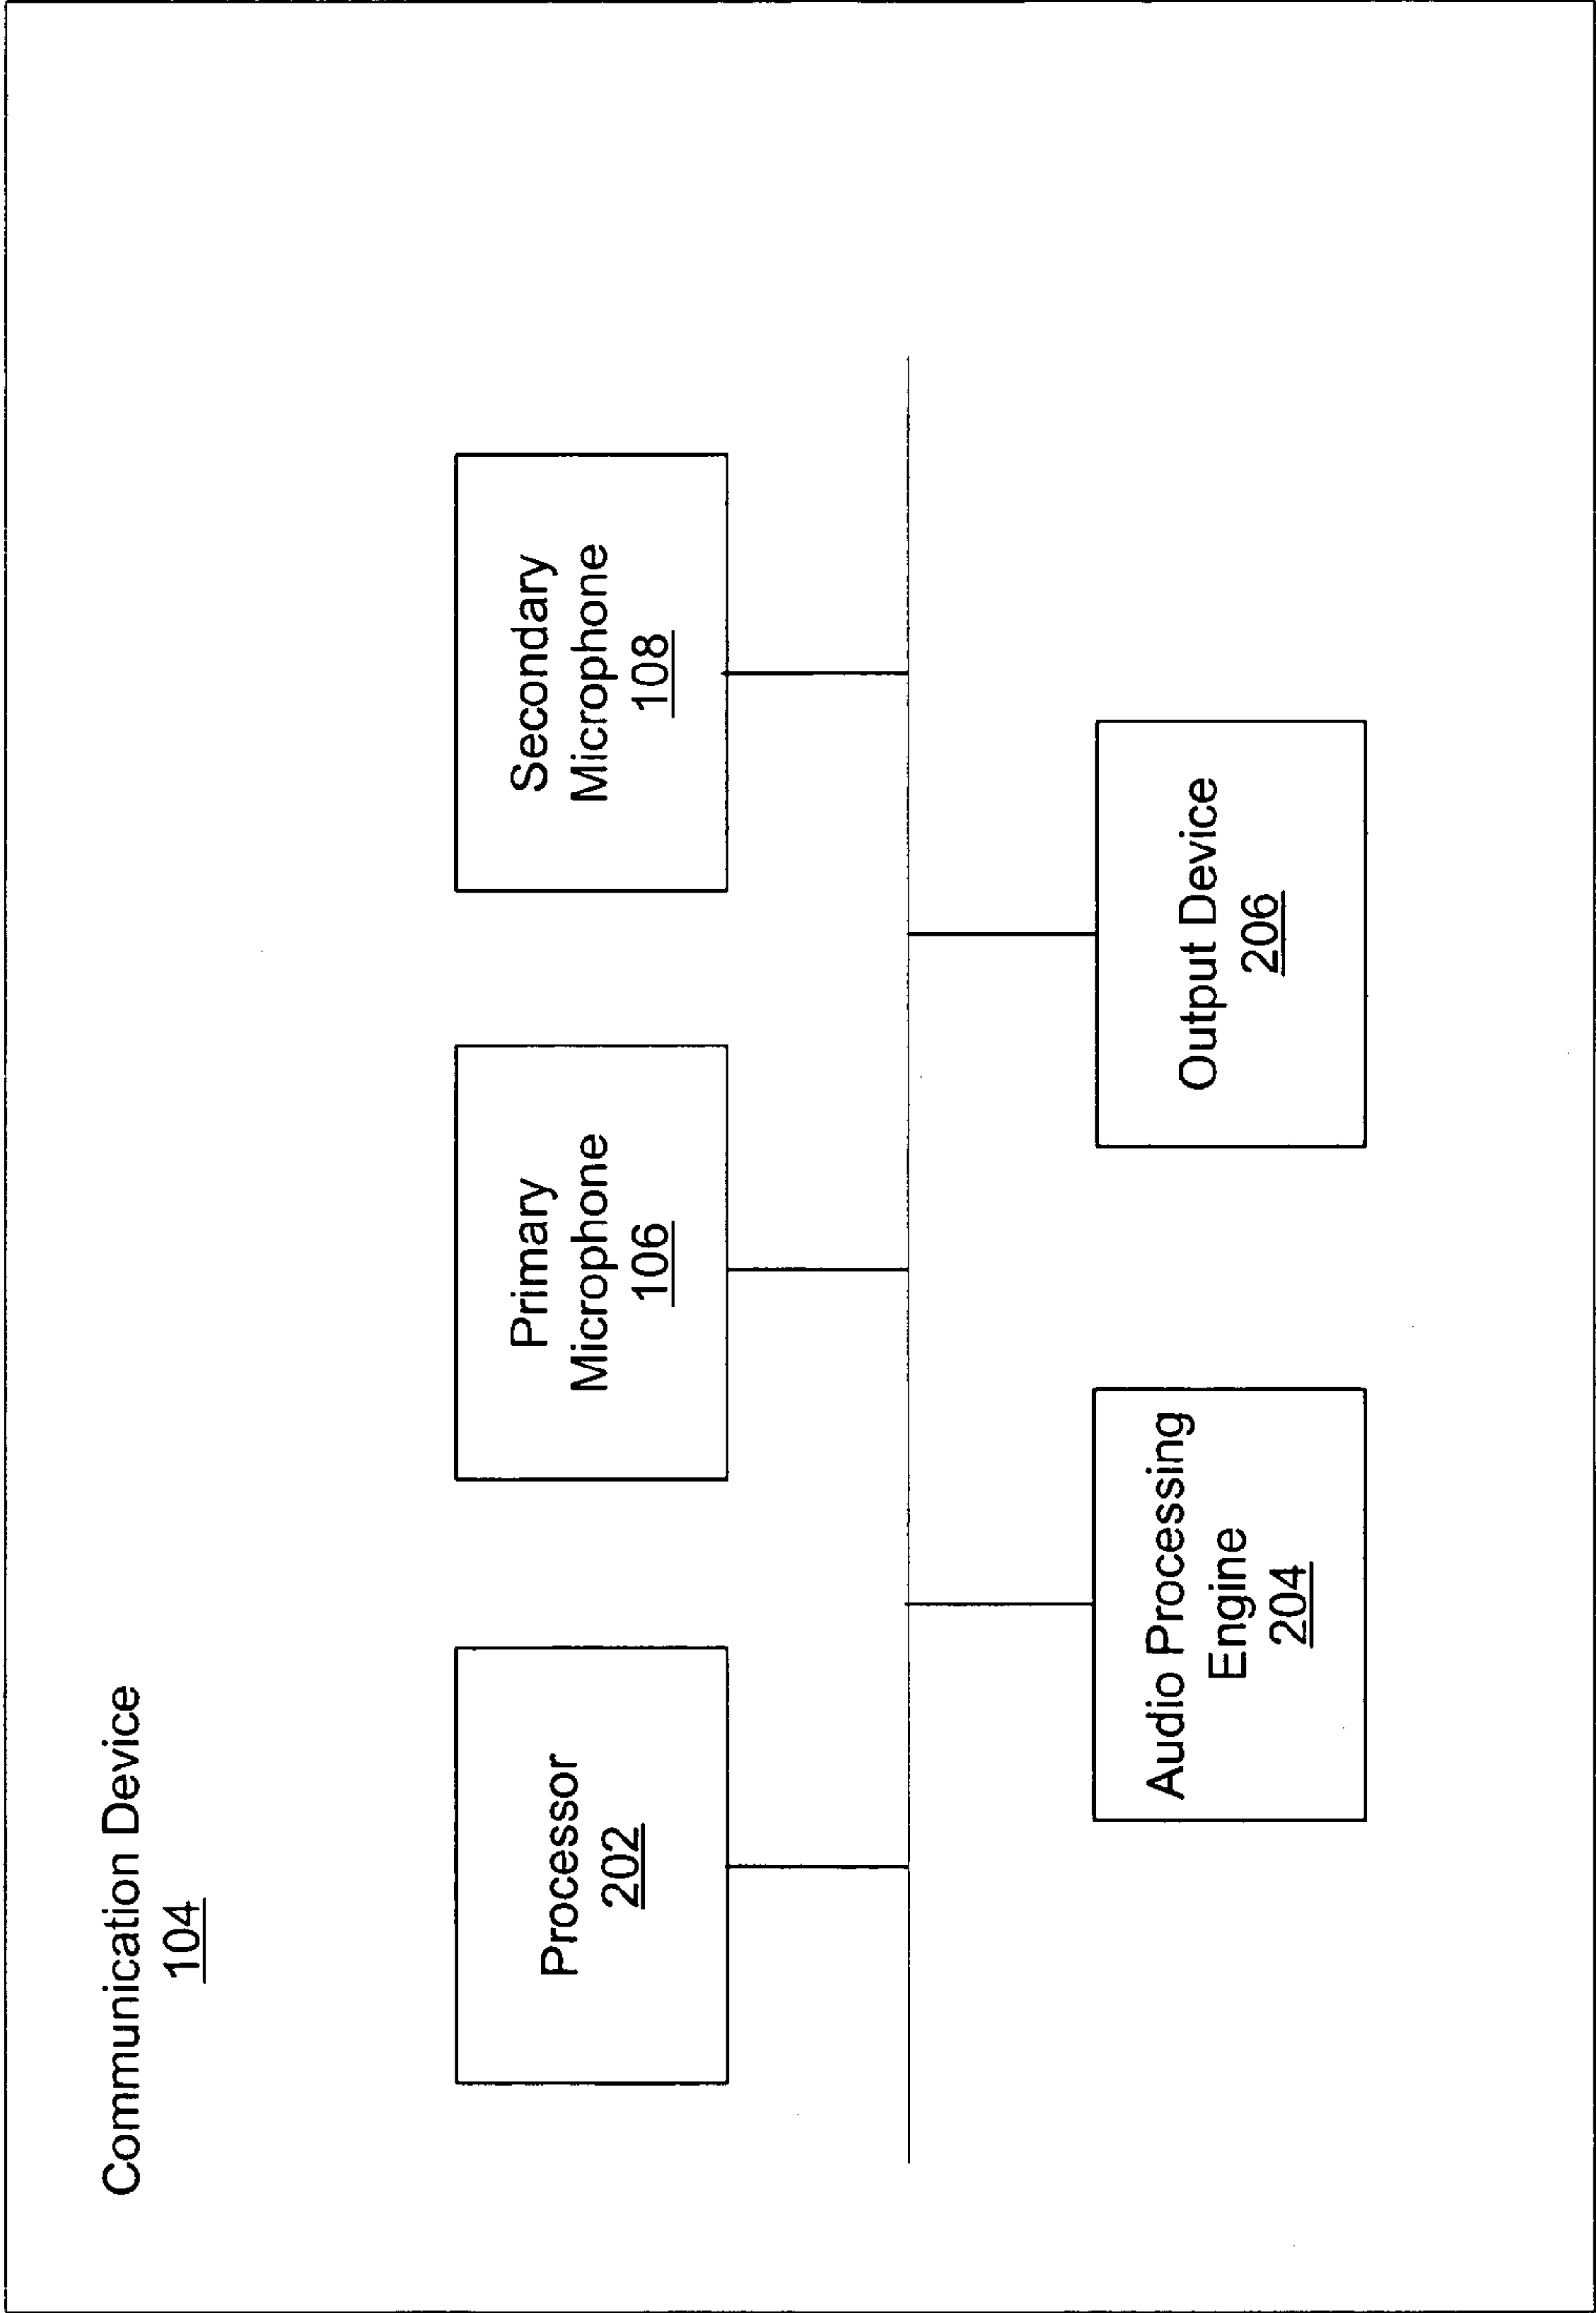 Communication Device
104
Processor
202
Primary
Microphone
106
Secondary
Microphone
108
Audio Processing
Engine
204
Output Device
206